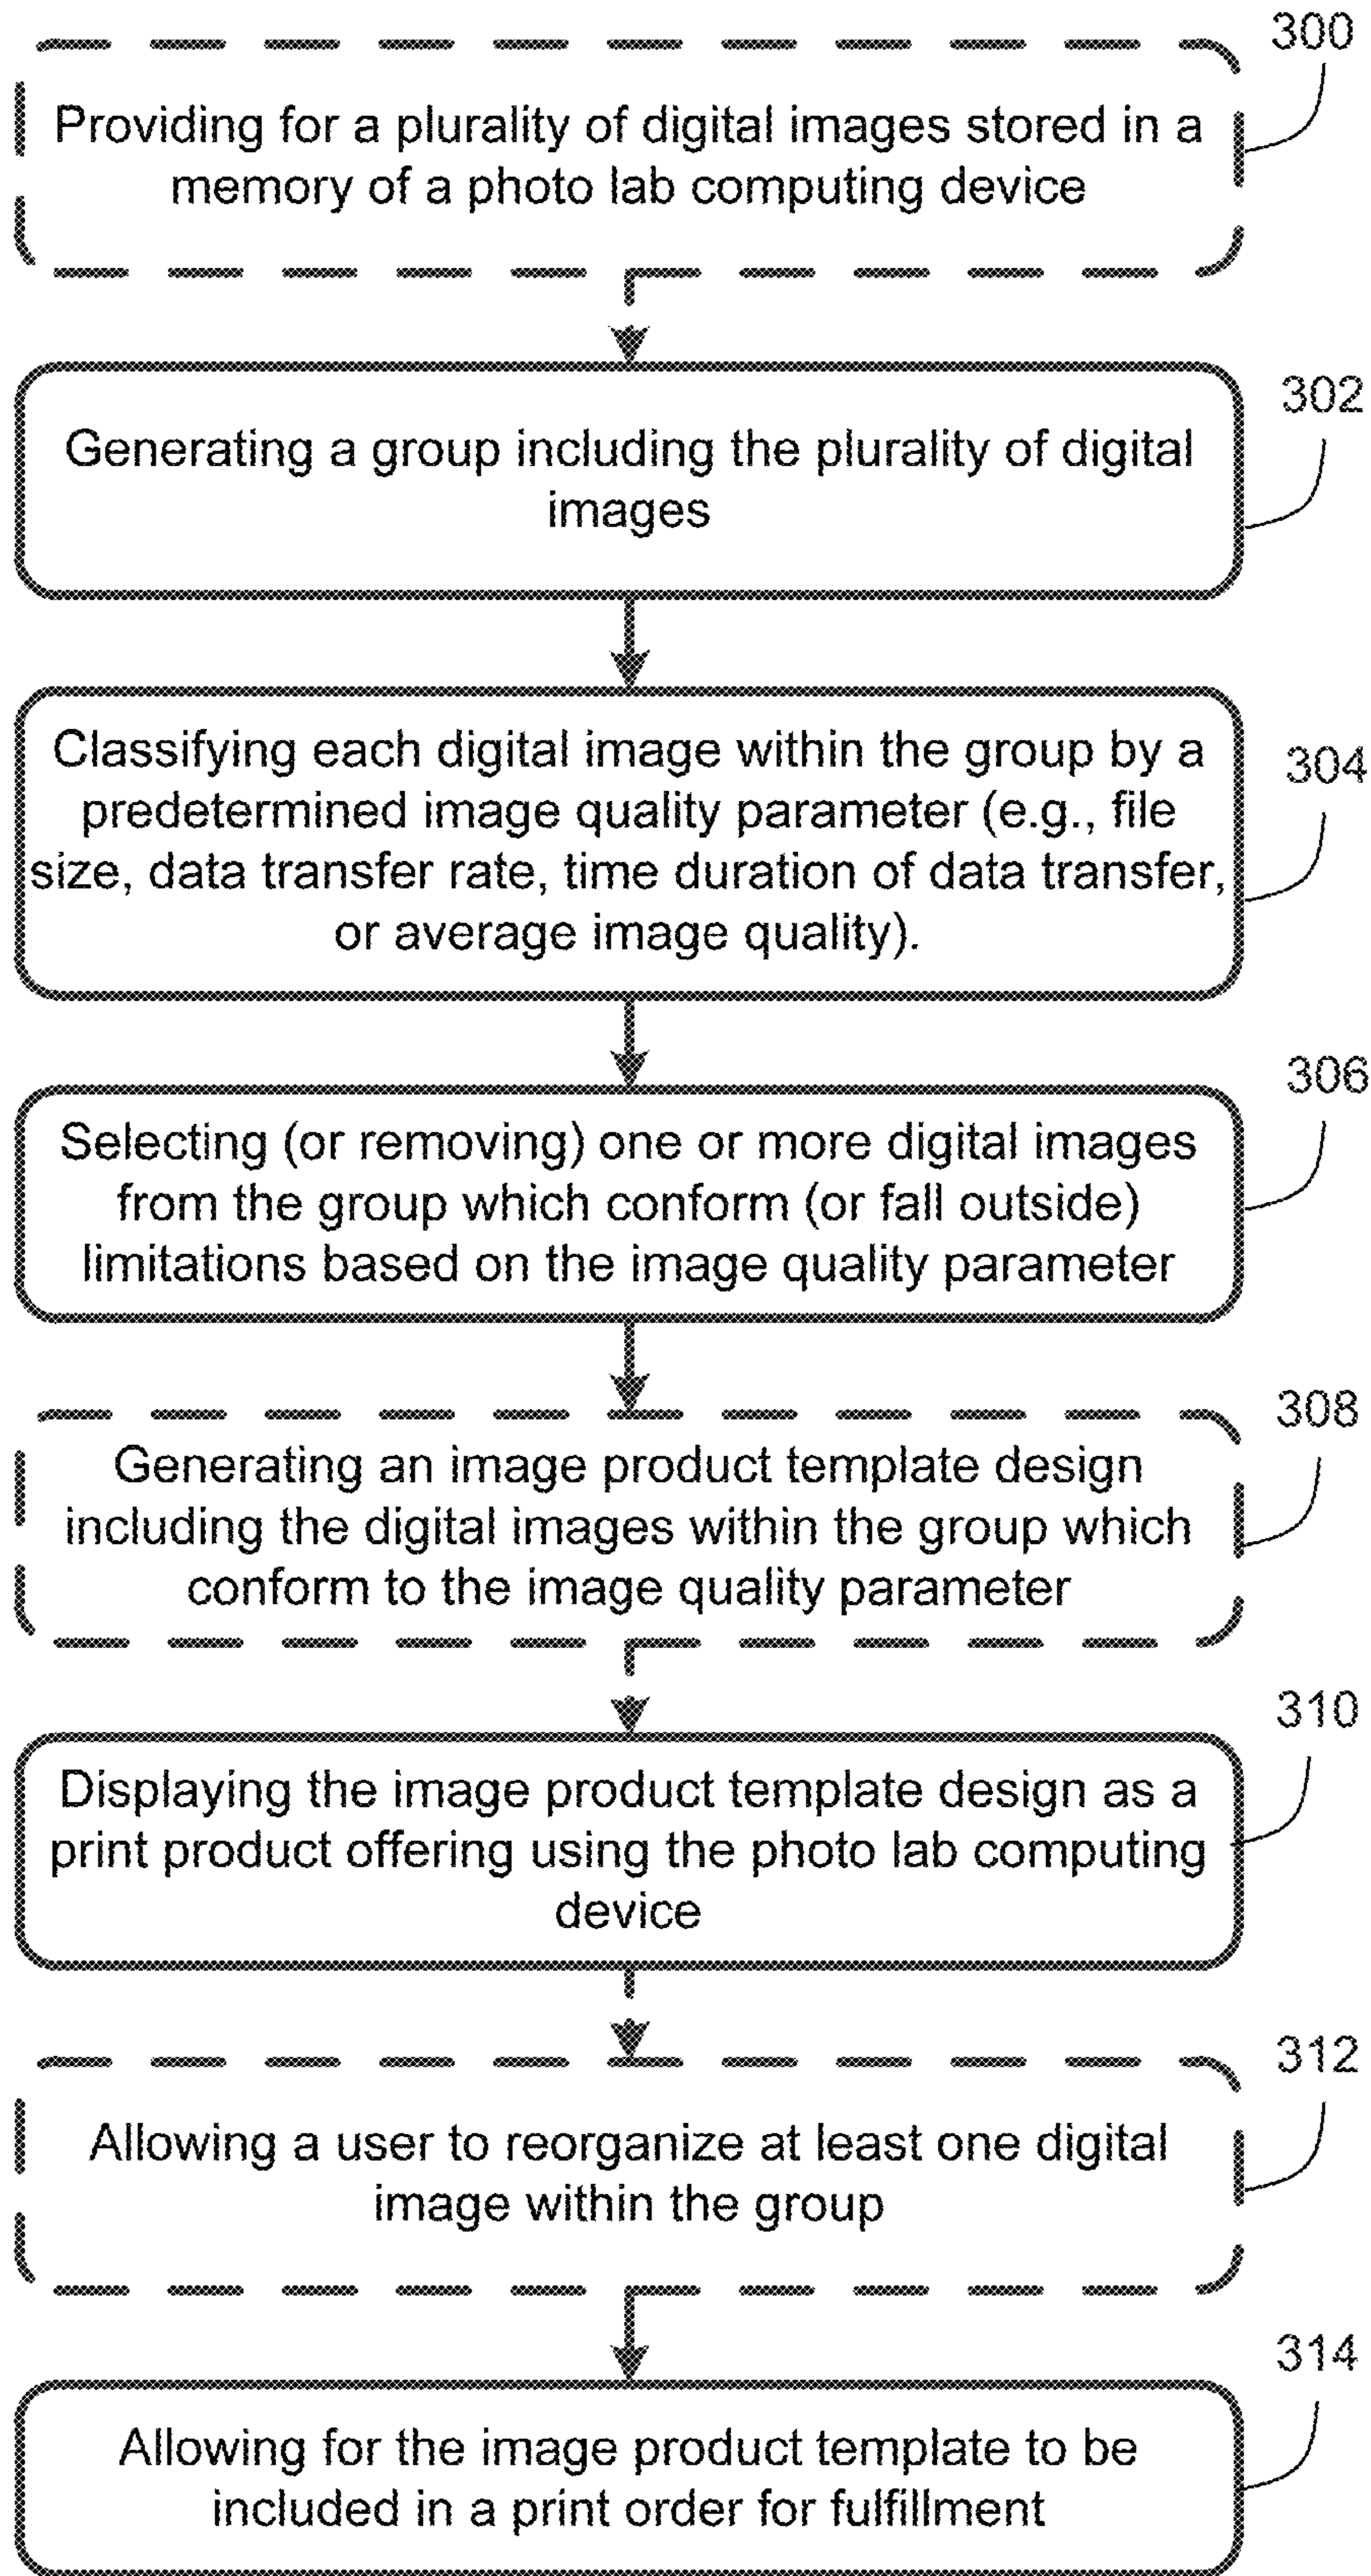 300
Providing for a plurality of digital images stored in a
memory of a photo lab computing device
302
Generating a group including the plurality of digital
images
304
Classifying each digital image within the group by a
predetermined image quality parameter (e.g., file
size, data transfer rate, time duration of data transfer,
or average image quality).
306
Selecting (or removing) one or more digital images
from the group which conform (or fall outside)
limitations based on the image quality parameter
308
Generating an image product template design
including the digital images within the group which
conform to the image quality parameter
310
Displaying the image product template design as a
print product offering using the photo lab computing
device
312
Allowing a user to reorganize at least one digital
image within the group
314
Allowing for the image product template to be
included in a print order for fulfillment